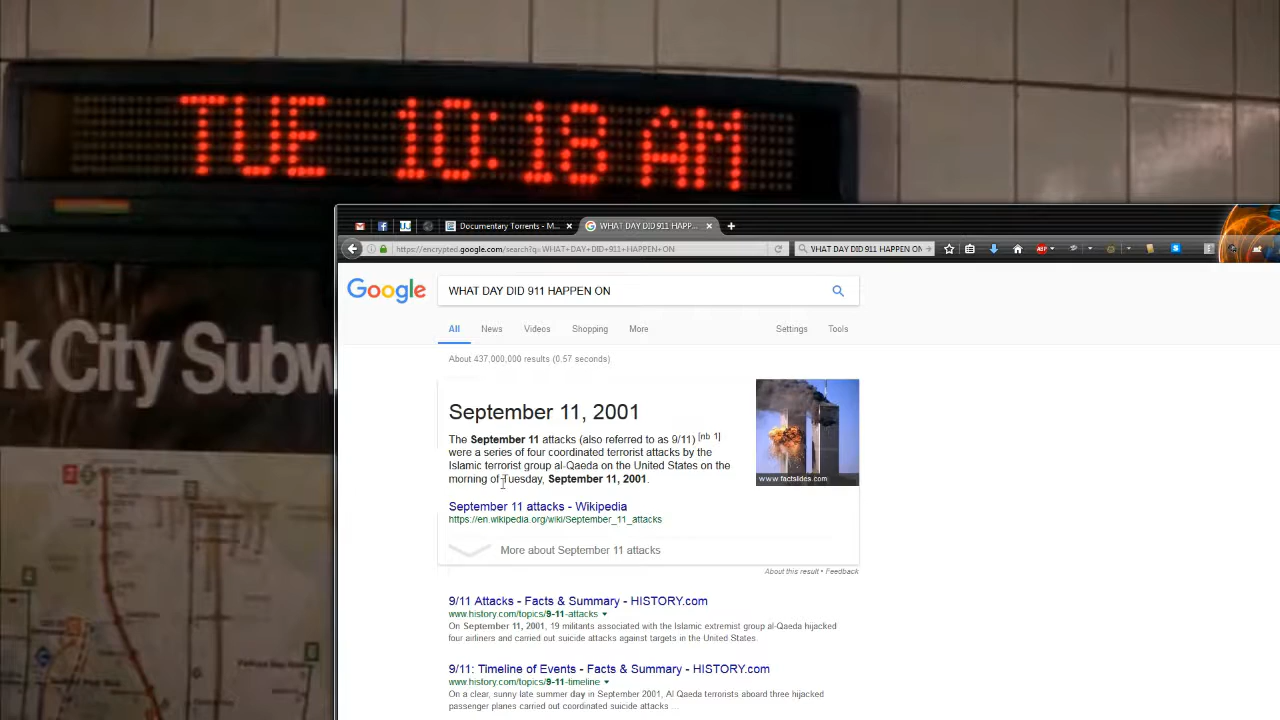 TUE 10:18 AM
k City Subw
Documentary Torrents - M...
WHAT DAY DID 911 HAPP...
https://encrypted.google.com/search?q=WHAT+DAY+DID+911+HAPPEN+ON
WHAT DAY DID 911 HAPPEN ON
Google
WHAT DAY DID 911 HAPPEN ON
All News Videos Shopping More Settings Tools
About 437,000,000 results (0.57 seconds)
September 11, 2001
The September 11 attacks (also referred to as 9/11) [nb 1]
were a series of four coordinated terrorist attacks by the
Islamic terrorist group al-Qaeda on the United States on the
morning of Tuesday, September 11, 2001.
www.factslides.com
September 11 attacks - Wikipedia
https://en.wikipedia.org/wiki/September_11_attacks
More about September 11 attacks
About this result • Feedback
9/11 Attacks - Facts & Summary - HISTORY.com
www.history.com/topics/9-11-attacks
On September 11, 2001, 19 militants associated with the Islamic extremist group al-Qaeda hijacked
four airliners and carried out suicide attacks against targets in the United States.
9/11: Timeline of Events - Facts & Summary - HISTORY.com
www.history.com/topics/9-11-timeline
On a clear, sunny late summer day in September 2001, Al Qaeda terrorists aboard three hijacked
passenger planes carried out coordinated suicide attacks ...